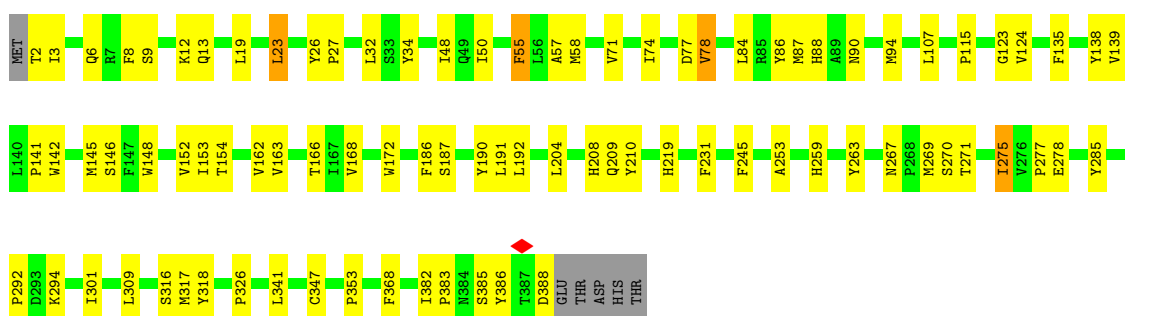 MET T2 I3 Q6 R7 F8 S9 K12 Q13 L19 L23 Y26 P27 L32 S33 Y34 I48 Q49 I50 F55 L56 A57 M58 V71 I74 D77 V78 L84 R85 Y86 M87 H88 A89 N90 M94 L107 P115 G123 V124 F135 Y138 V139
L140 P141 W142 M145 S146 F147 W148 V152 I153 T154 V162 V163 T166 I167 V168 W172 F186 S187 Y190 L191 L192 L204 H208 Q209 Y210 H219 F231 F245 A253 H259 Y263 N267 P268 M269 S270 T271 I275 V276 P277 E278 Y285
P292 D293 K294 I301 L309 S316 M317 Y318 P326 L341 C347 P353 F368 I382 P383 N384 S385 Y386 T387 D388 GLU THR ASP HIS THR